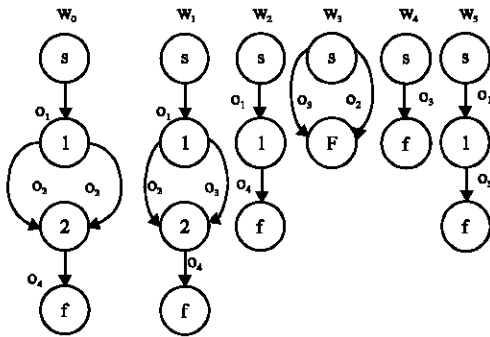 W₀ W₁ W₂ W₃ W₄ W₅
s s s s s s
O₁ O₁ O₁ O₃ O₂ O₃ O₁
1 1 1 F f 1
O₂ O₂ O₂ O₃ O₄
2 2 f f
O₄ O₄
f f